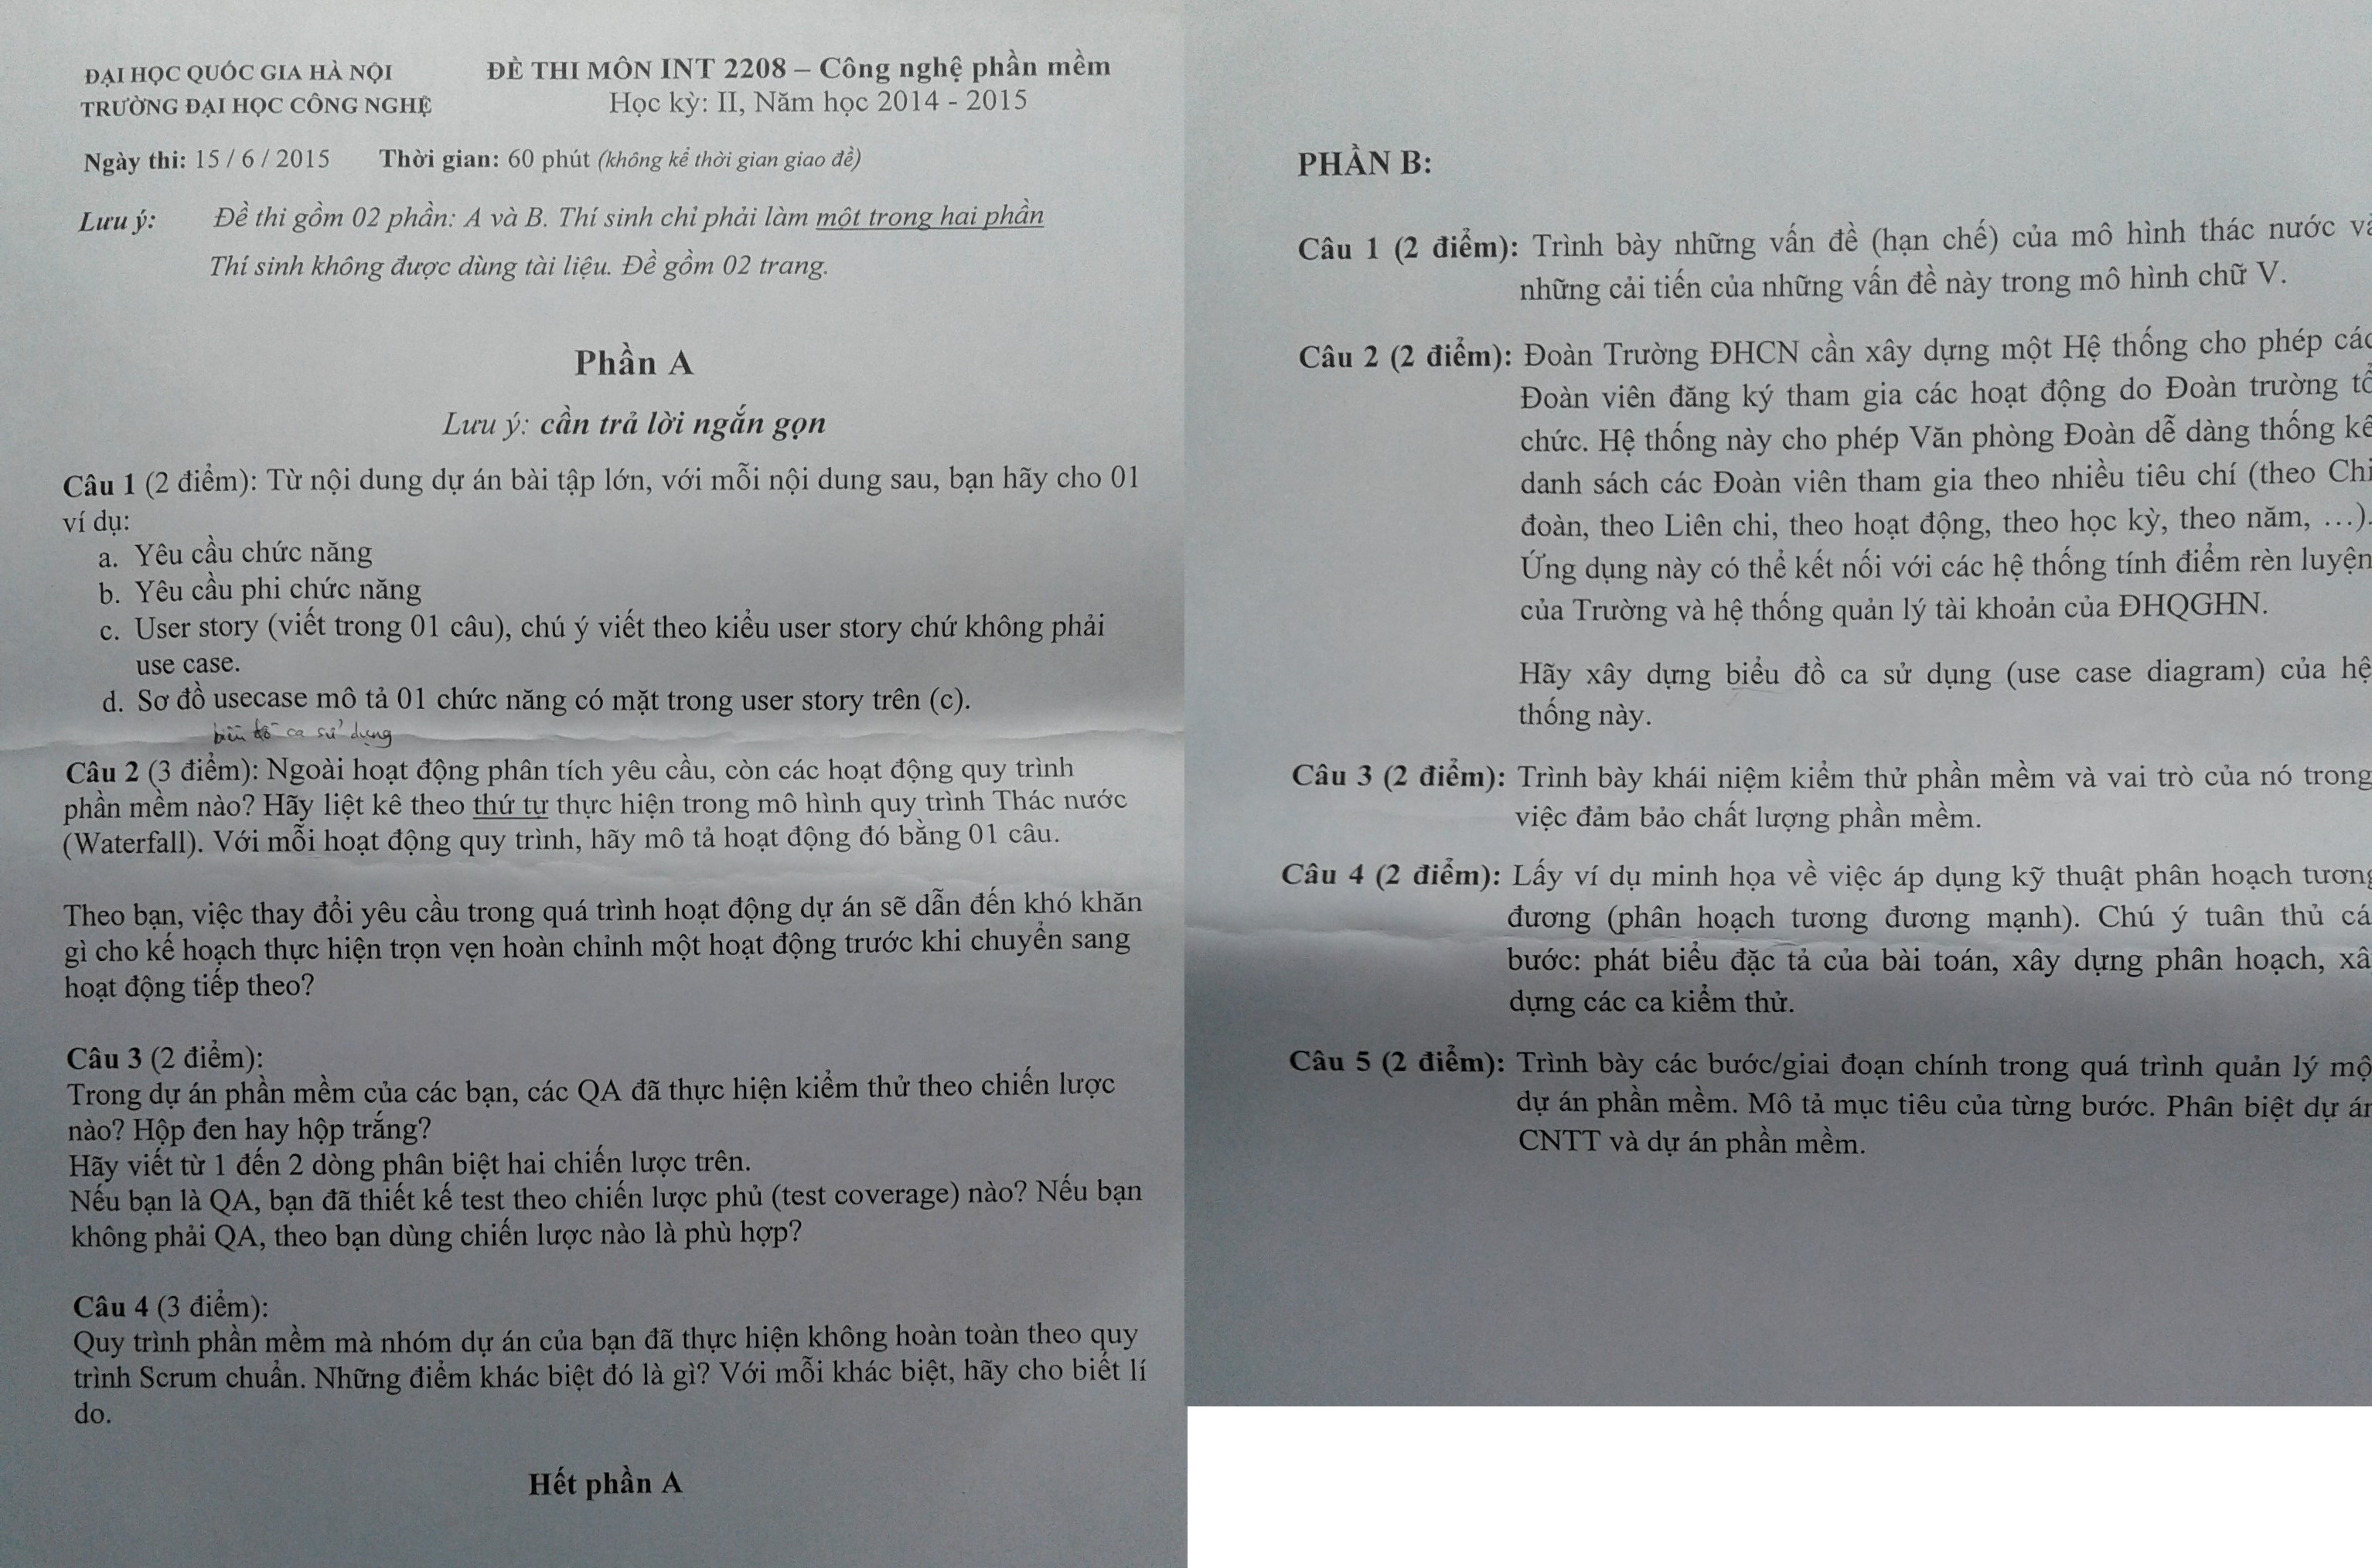 ĐẠI HỌC QUỐC GIA HÀ NỘI
TRƯỜNG ĐẠI HỌC CÔNG NGHỆ
ĐỀ THI MÔN INT 2208 – Công nghệ phần mềm
Học kỳ: II, Năm học 2014 - 2015
Ngày thi: 15 / 6 / 2015 Thời gian: 60 phút (không kể thời gian giao đề)
Lưu ý: Đề thi gồm 02 phần: A và B. Thí sinh chỉ phải làm một trong hai phần
Thí sinh không được dùng tài liệu. Đề gồm 02 trang.
Phần A
Lưu ý: cần trả lời ngắn gọn
Câu 1 (2 điểm): Từ nội dung dự án bài tập lớn, với mỗi nội dung sau, bạn hãy cho 01
ví dụ:
a. Yêu cầu chức năng
b. Yêu cầu phi chức năng
c. User story (viết trong 01 câu), chú ý viết theo kiểu user story chứ không phải
use case.
d. Sơ đồ usecase mô tả 01 chức năng có mặt trong user story trên (c).
biểu đồ ca sử dụng
Câu 2 (3 điểm): Ngoài hoạt động phân tích yêu cầu, còn các hoạt động quy trình
phần mềm nào? Hãy liệt kê theo thứ tự thực hiện trong mô hình quy trình Thác nước
(Waterfall). Với mỗi hoạt động quy trình, hãy mô tả hoạt động đó bằng 01 câu.
Theo bạn, việc thay đổi yêu cầu trong quá trình hoạt động dự án sẽ dẫn đến khó khăn
gì cho kế hoạch thực hiện trọn vẹn hoàn chỉnh một hoạt động trước khi chuyển sang
hoạt động tiếp theo?
Câu 3 (2 điểm):
Trong dự án phần mềm của các bạn, các QA đã thực hiện kiểm thử theo chiến lược
nào? Hộp đen hay hộp trắng?
Hãy viết từ 1 đến 2 dòng phân biệt hai chiến lược trên.
Nếu bạn là QA, bạn đã thiết kế test theo chiến lược phủ (test coverage) nào? Nếu bạn
không phải QA, theo bạn dùng chiến lược nào là phù hợp?
Câu 4 (3 điểm):
Quy trình phần mềm mà nhóm dự án của bạn đã thực hiện không hoàn toàn theo quy
trình Scrum chuẩn. Những điểm khác biệt đó là gì? Với mỗi khác biệt, hãy cho biết lí
do.
Hết phần A
PHẦN B:
Câu 1 (2 điểm): Trình bày những vấn đề (hạn chế) của mô hình thác nước và
những cải tiến của những vấn đề này trong mô hình chữ V.
Câu 2 (2 điểm): Đoàn Trường ĐHCN cần xây dựng một Hệ thống cho phép các
Đoàn viên đăng ký tham gia các hoạt động do Đoàn trường tổ
chức. Hệ thống này cho phép Văn phòng Đoàn dễ dàng thống kê
danh sách các Đoàn viên tham gia theo nhiều tiêu chí (theo Chi
đoàn, theo Liên chi, theo hoạt động, theo học kỳ, theo năm, …).
Ứng dụng này có thể kết nối với các hệ thống tính điểm rèn luyện
của Trường và hệ thống quản lý tài khoản của ĐHQGHN.
Hãy xây dựng biểu đồ ca sử dụng (use case diagram) của hệ
thống này.
Câu 3 (2 điểm): Trình bày khái niệm kiểm thử phần mềm và vai trò của nó trong
việc đảm bảo chất lượng phần mềm.
Câu 4 (2 điểm): Lấy ví dụ minh họa về việc áp dụng kỹ thuật phân hoạch tương
đương (phân hoạch tương đương mạnh). Chú ý tuân thủ cá
bước: phát biểu đặc tả của bài toán, xây dựng phân hoạch, xâ
dựng các ca kiểm thử.
Câu 5 (2 điểm): Trình bày các bước/giai đoạn chính trong quá trình quản lý mộ
dự án phần mềm. Mô tả mục tiêu của từng bước. Phân biệt dự án
CNTT và dự án phần mềm.